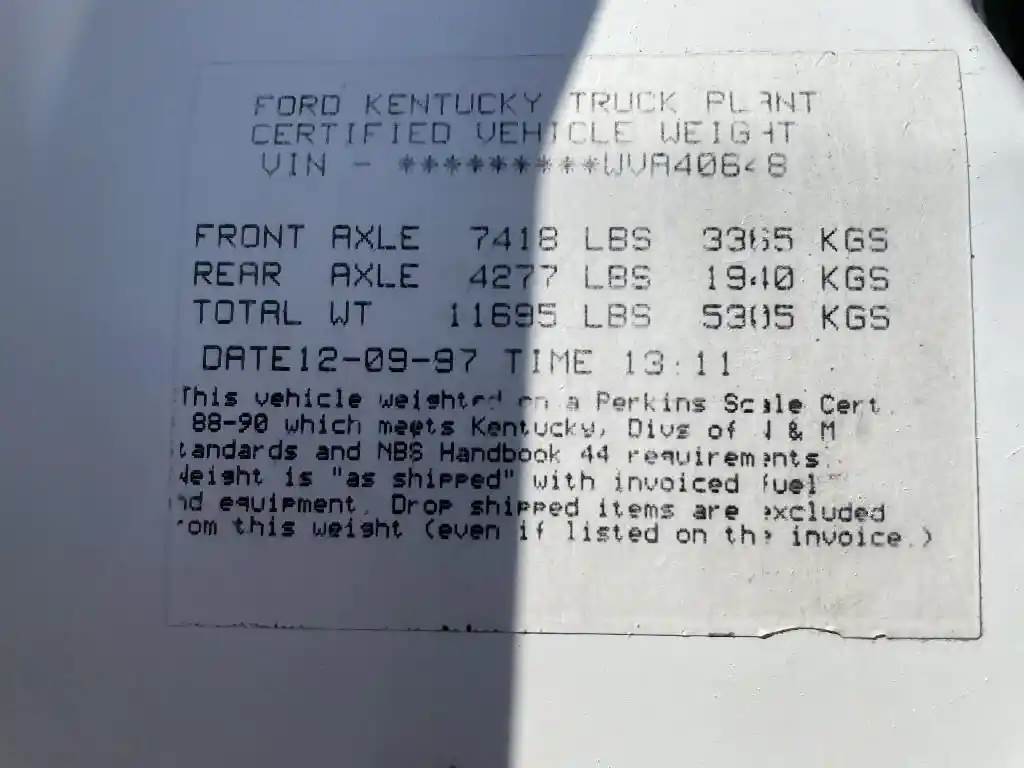 FORD KENTUCKY TRUCK PLANT
CERTIFIED VEHICLE WEIGHT
VIN - *********WVA40648
FRONT AXLE 7418 LBS 3365 KGS
REAR AXLE 4277 LBS 1940 KGS
TOTAL WT 11695 LBS 5305 KGS
DATE12-09-97 TIME 13:11
This vehicle weighted on a Perkins Scale Cert.
88-90 which meets Kentucky, Divs of W & M
tandards and NBS Handbook 44 requirements.
Weight is "as shipped" with invoiced fuel
nd equipment. Drop shipped items are excluded
rom this weight (even if listed on the invoice.)